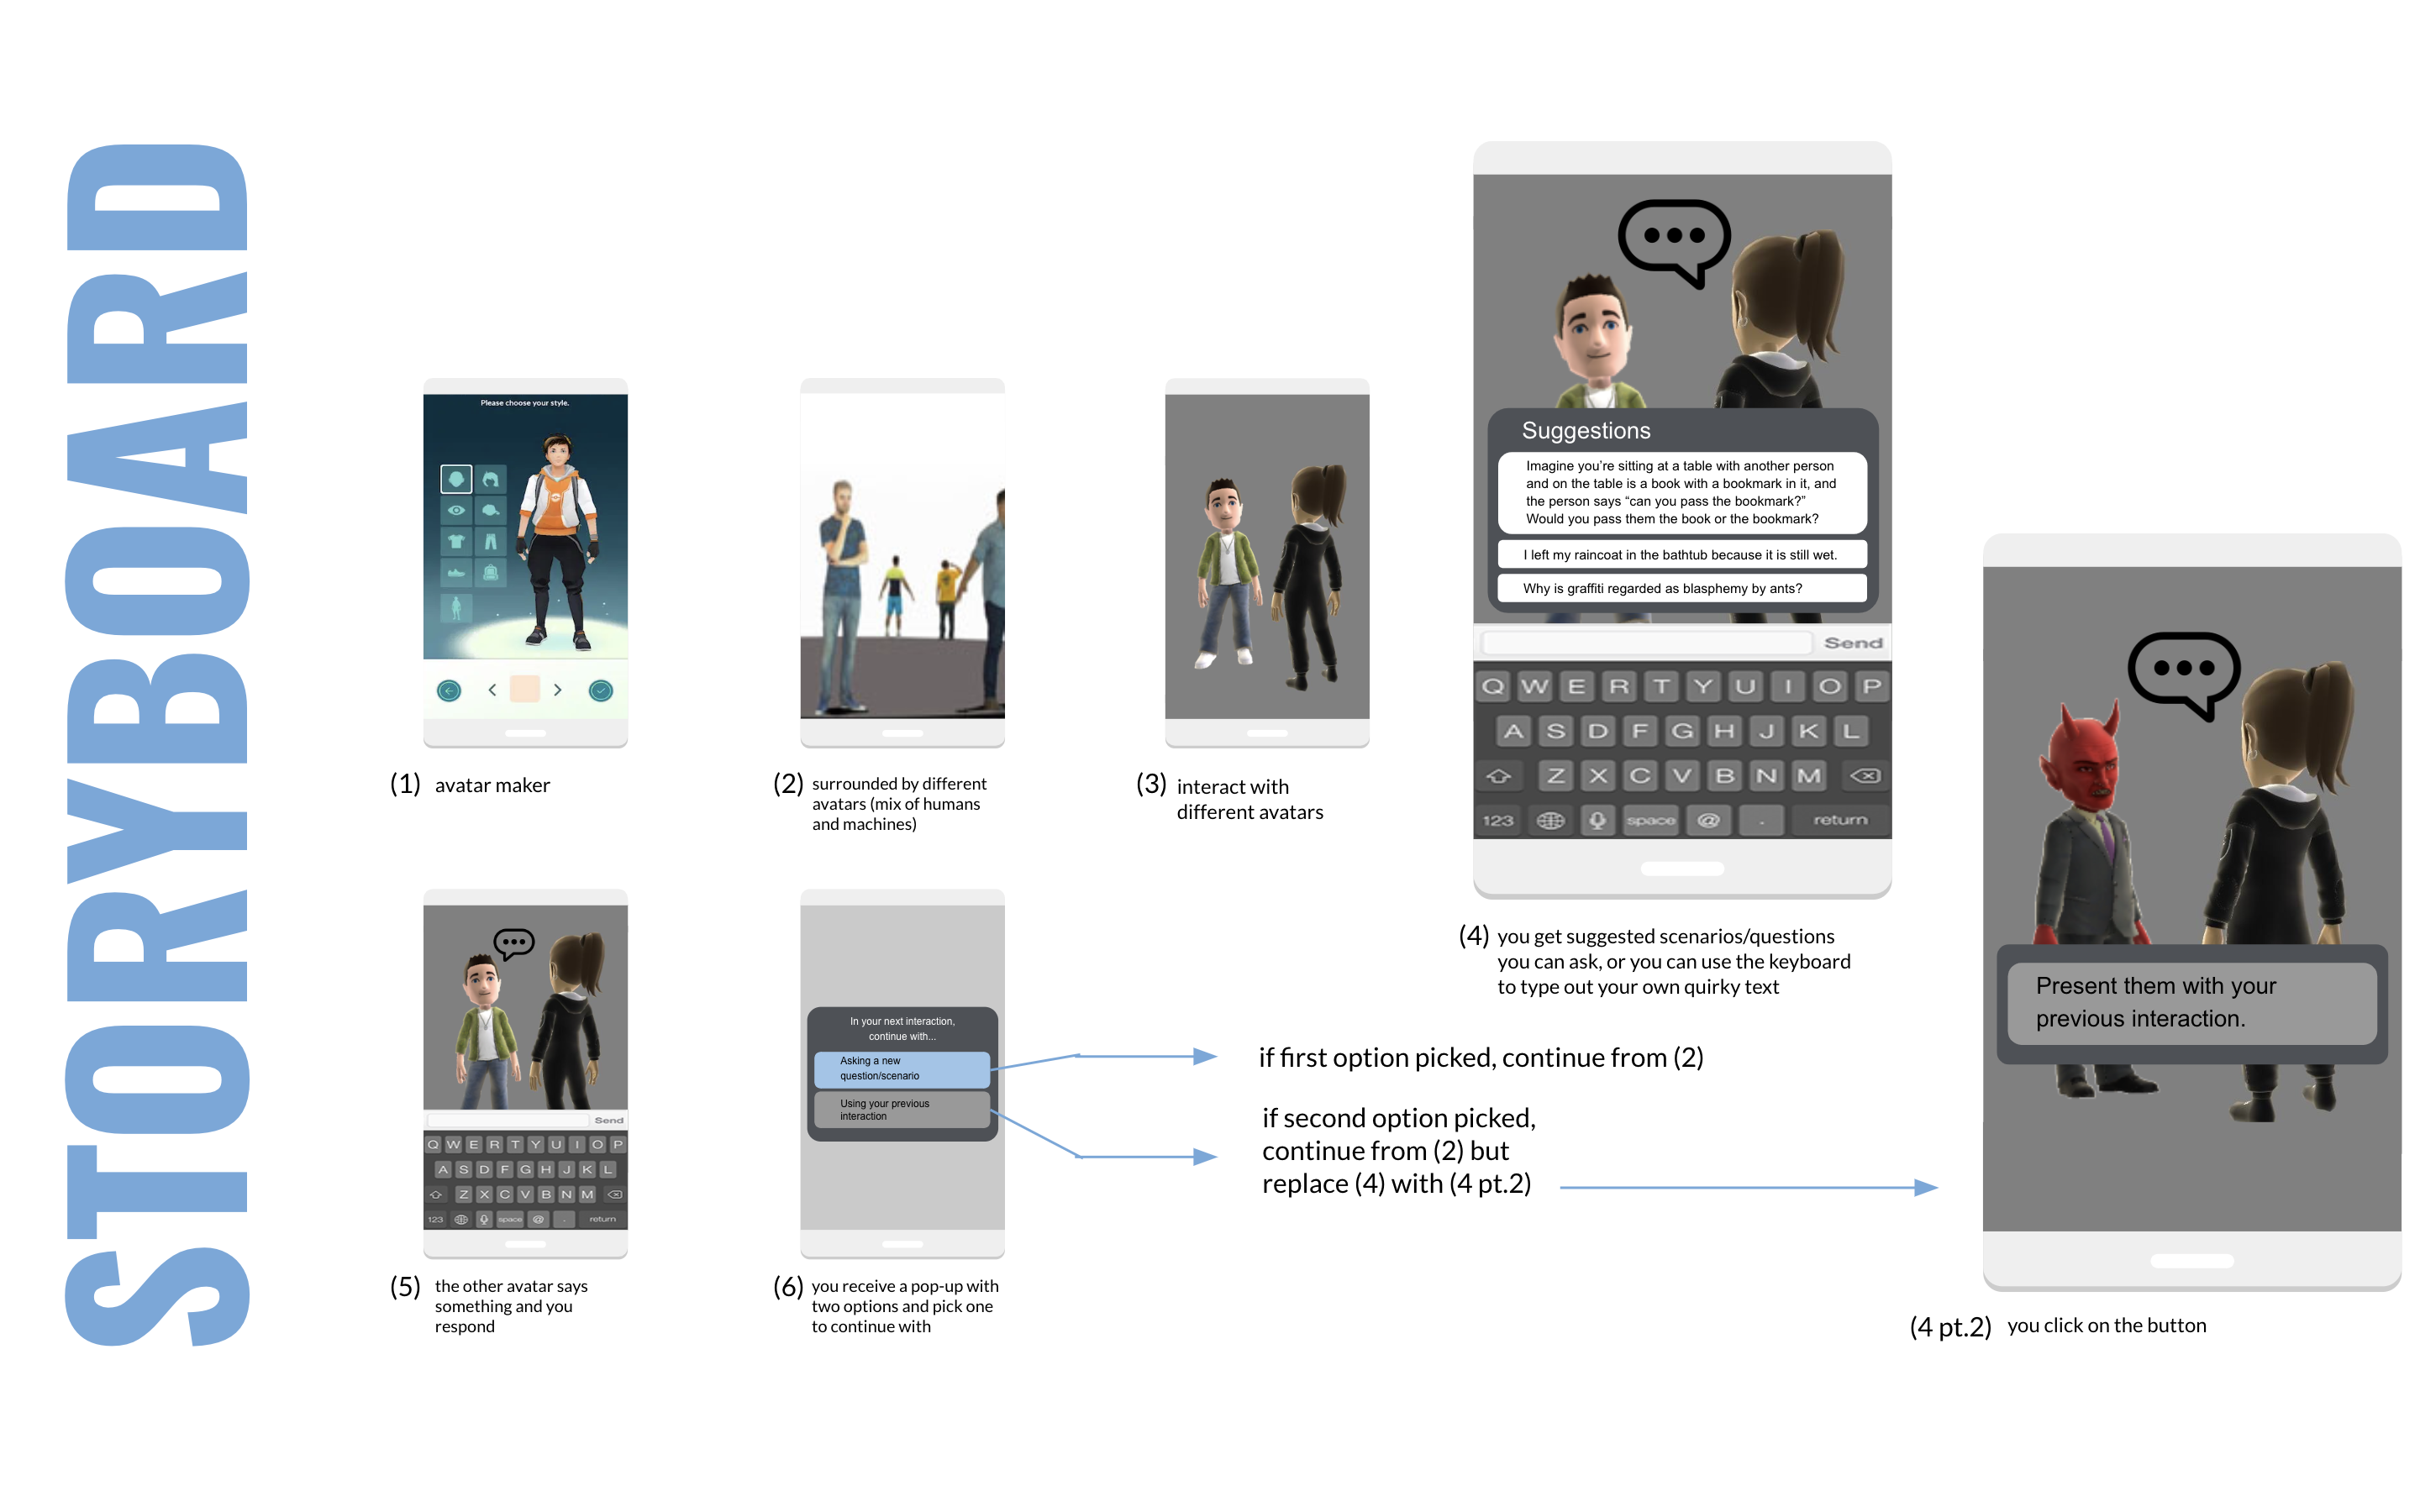 STORYBOARD
Please choose your style.
(1) avatar maker
(2) surrounded by different
avatars (mix of humans
and machines)
(3) interact with
different avatars
Suggestions
Imagine you're sitting at a table with another person
and on the table is a book with a bookmark in it, and
the person says “can you pass the bookmark?”
Would you pass them the book or the bookmark?
I left my raincoat in the bathtub because it is still wet.
Why is graffiti regarded as blasphemy by ants?
Send
Q W E R T Y U I O P
A S D F G H J K L
Z X C V B N M
123 space @ . return
(4) you get suggested scenarios/questions
you can ask, or you can use the keyboard
to type out your own quirky text
Send
Q W E R T Y U I O P
A S D F G H J K L
Z X C V B N M
123 space @ . return
(5) the other avatar says
something and you
respond
In your next interaction,
continue with...
Asking a new
question/scenario
Using your previous
interaction
(6) you receive a pop-up with
two options and pick one
to continue with
if first option picked, continue from (2)
if second option picked,
continue from (2) but
replace (4) with (4 pt.2)
Present them with your
previous interaction.
(4 pt.2) you click on the button